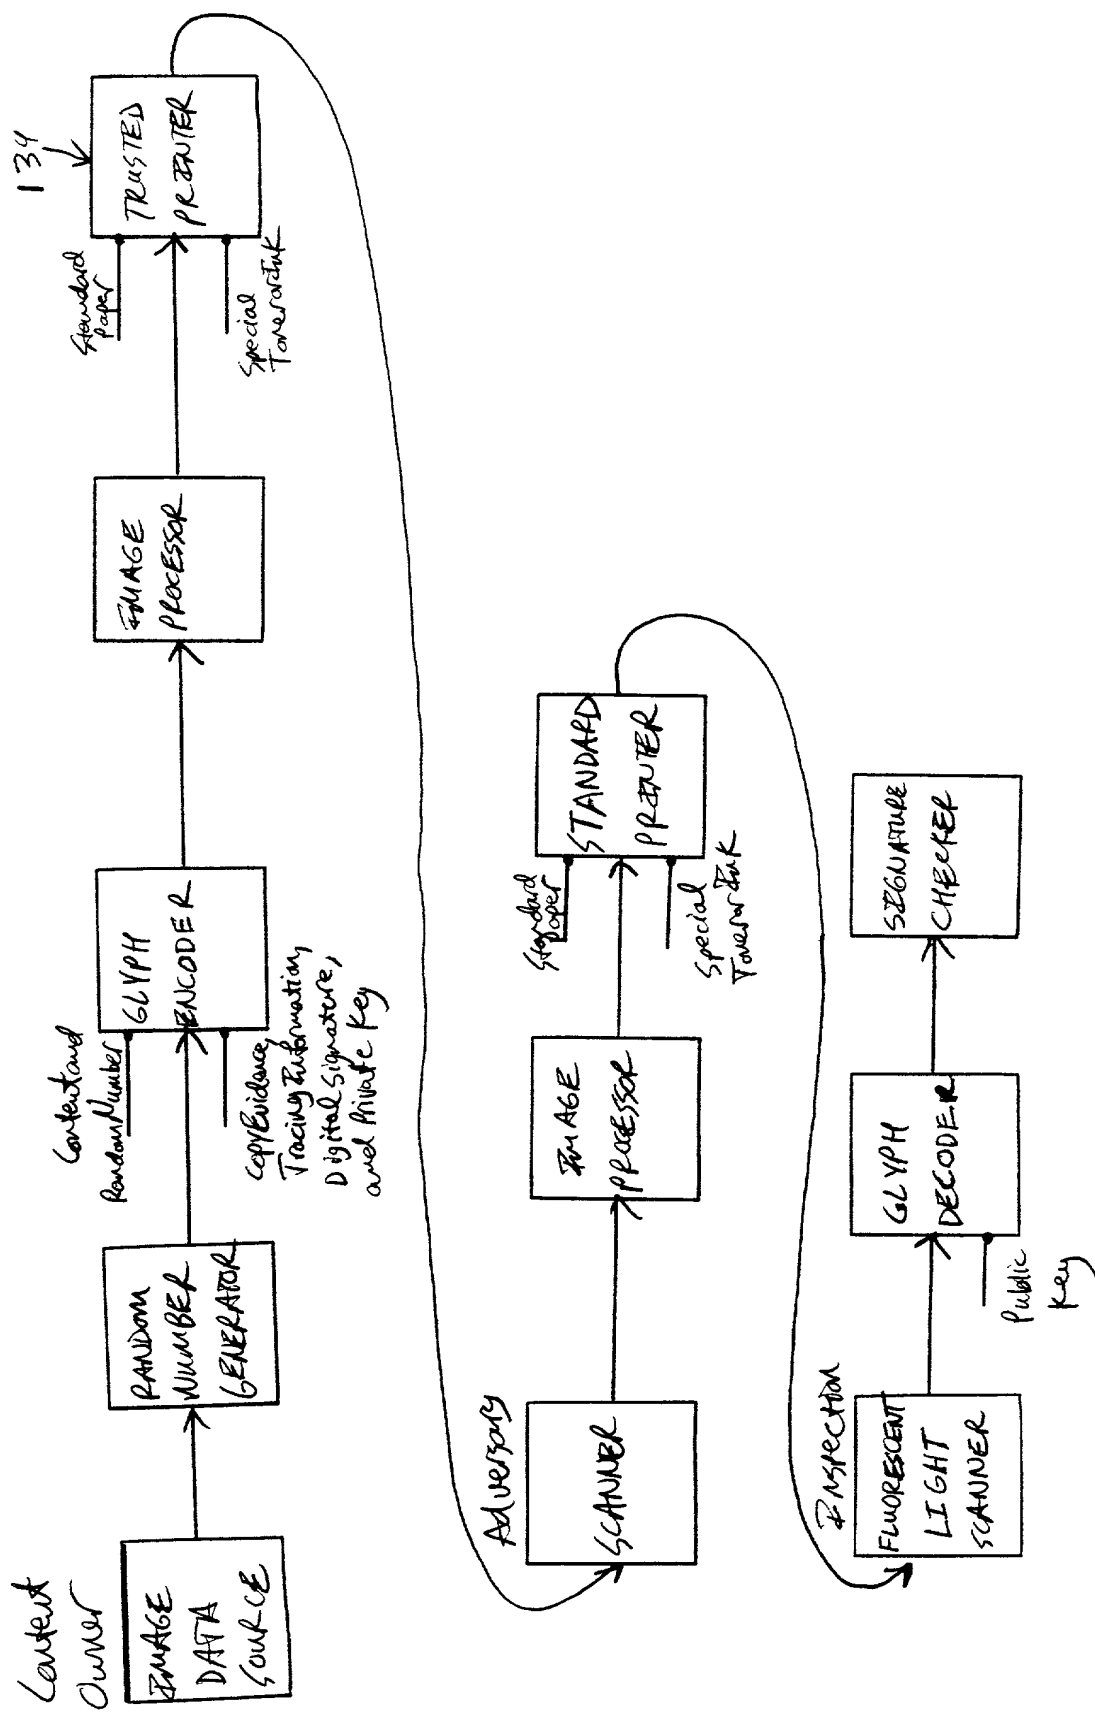 Content
Owner
IMAGE
DATA
SOURCE
RANDOM
NUMBER
GENERATOR
Content and
Random Number
GLYPH
ENCODER
Copy Evidence,
Tracing Information,
Digital Signature,
and Private Key
IMAGE
PROCESSOR
Standard
Paper
134
TRUSTED
PRINTER
Special
Toner or Ink
Adversary
SCANNER
IMAGE
PROCESSOR
Standard
Paper
STANDARD
PRINTER
Special
Toner or Ink
Inspection
FLUORESCENT
LIGHT
SCANNER
GLYPH
DECODER
Public
Key
SIGNATURE
CHECKER